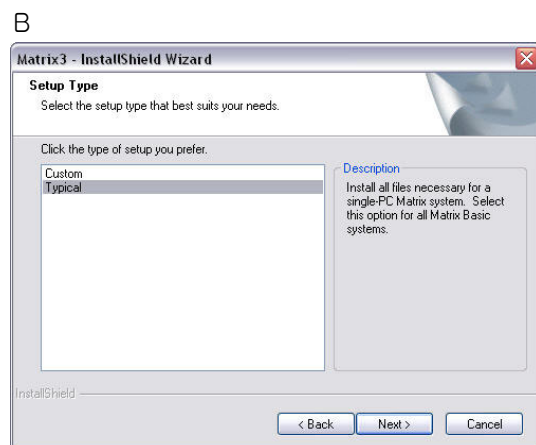 B
Matrix3 - InstallShield Wizard
Setup Type
Select the setup type that best suits your needs.
Click the type of setup you prefer.
Custom
Typical
Description
Install all files necessary for a
single-PC Matrix system. Select
this option for all Matrix Basic
systems.
InstallShield
< Back
Next >
Cancel